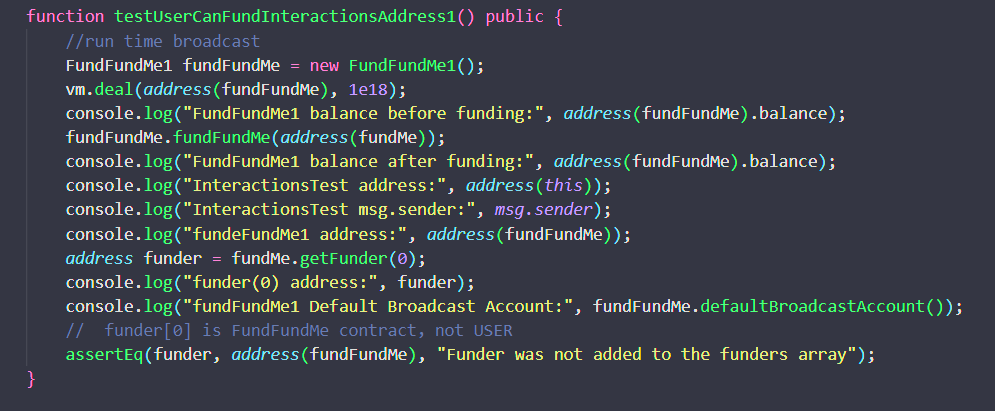 function testUserCanFundInteractionsAddress1() public {
//run time broadcast
FundFundMe1 fundFundMe = new FundFundMe1();
vm.deal(address(fundFundMe), 1e18);
console.log("FundFundMe1 balance before funding:", address(fundFundMe).balance);
fundFundMe.fundFundMe(address(fundMe));
console.log("FundFundMe1 balance after funding:", address(fundFundMe).balance);
console.log("InteractionsTest address:", address(this));
console.log("InteractionsTest msg.sender:", msg.sender);
console.log("fundeFundMe1 address:", address(fundFundMe));
address funder = fundMe.getFunder(0);
console.log("funder(0) address:", funder);
console.log("fundFundMe1 Default Broadcast Account:", fundFundMe.defaultBroadcastAccount());
//  funder[0] is FundFundMe contract，not USER
assertEq(funder, address(fundFundMe), "Funder was not added to the funders array");
}